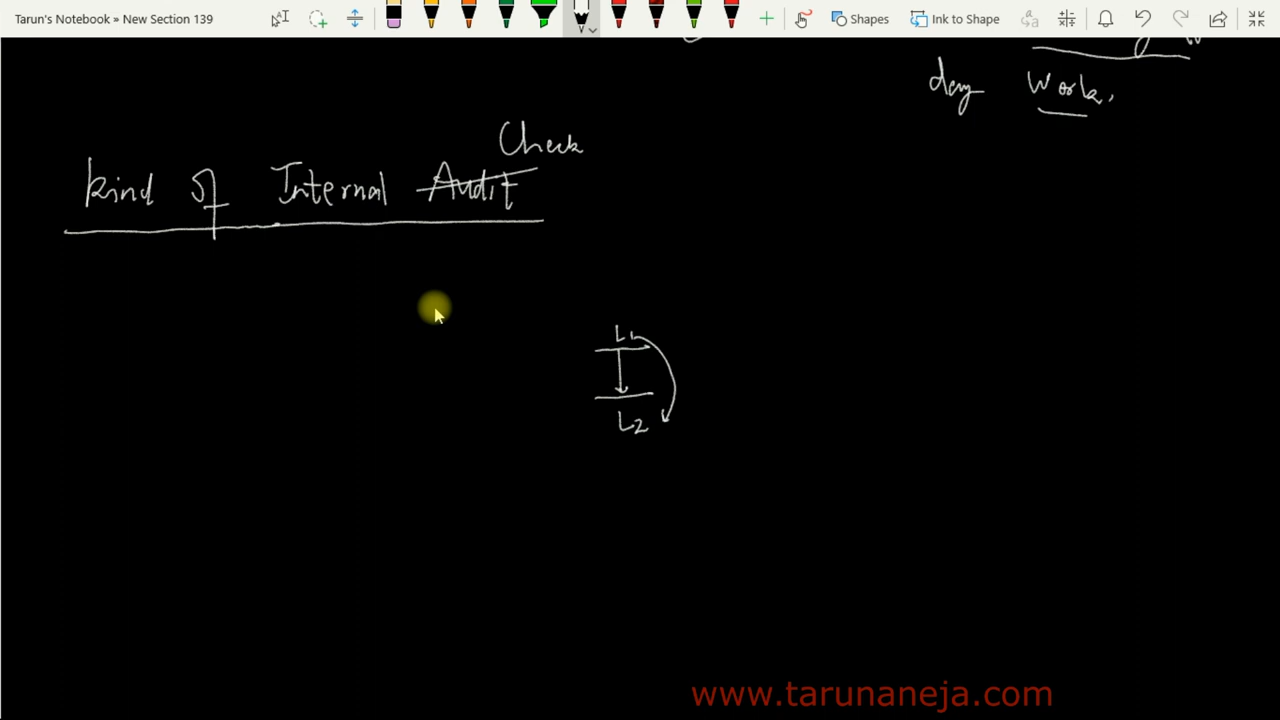 Tarun's Notebook » New Section 139
Shapes
Ink to Shape
day work.
Check
kind of Internal Audit
L1
L2
www.tarunaneja.com